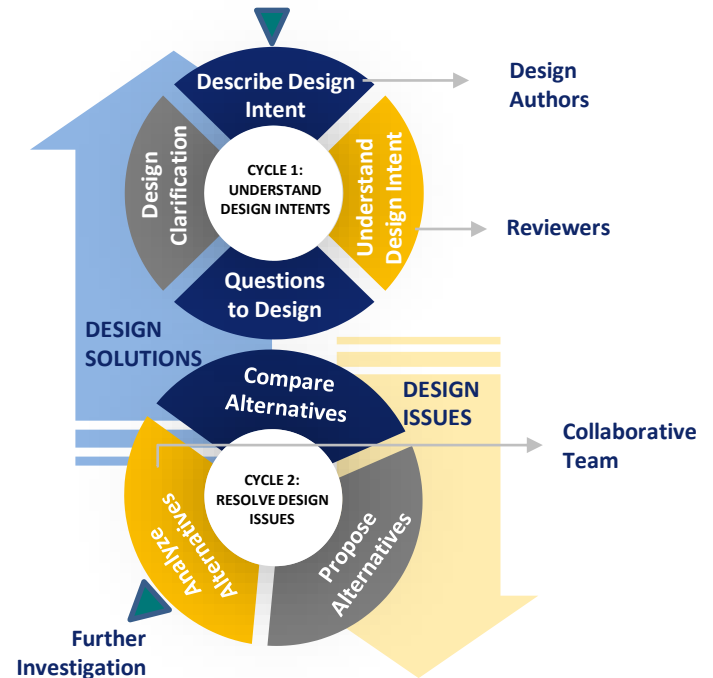 Describe Design
Intent
Design
Authors
Design
Clarification
CYCLE 1:
UNDERSTAND
DESIGN INTENTS
Understand
Design Intent
Reviewers
Questions
to Design
DESIGN
SOLUTIONS
Compare
Alternatives
DESIGN
ISSUES
Collaborative
Team
CYCLE 2:
RESOLVE DESIGN
ISSUES
Analyze
Alternatives
Propose
Alternatives
Further
Investigation